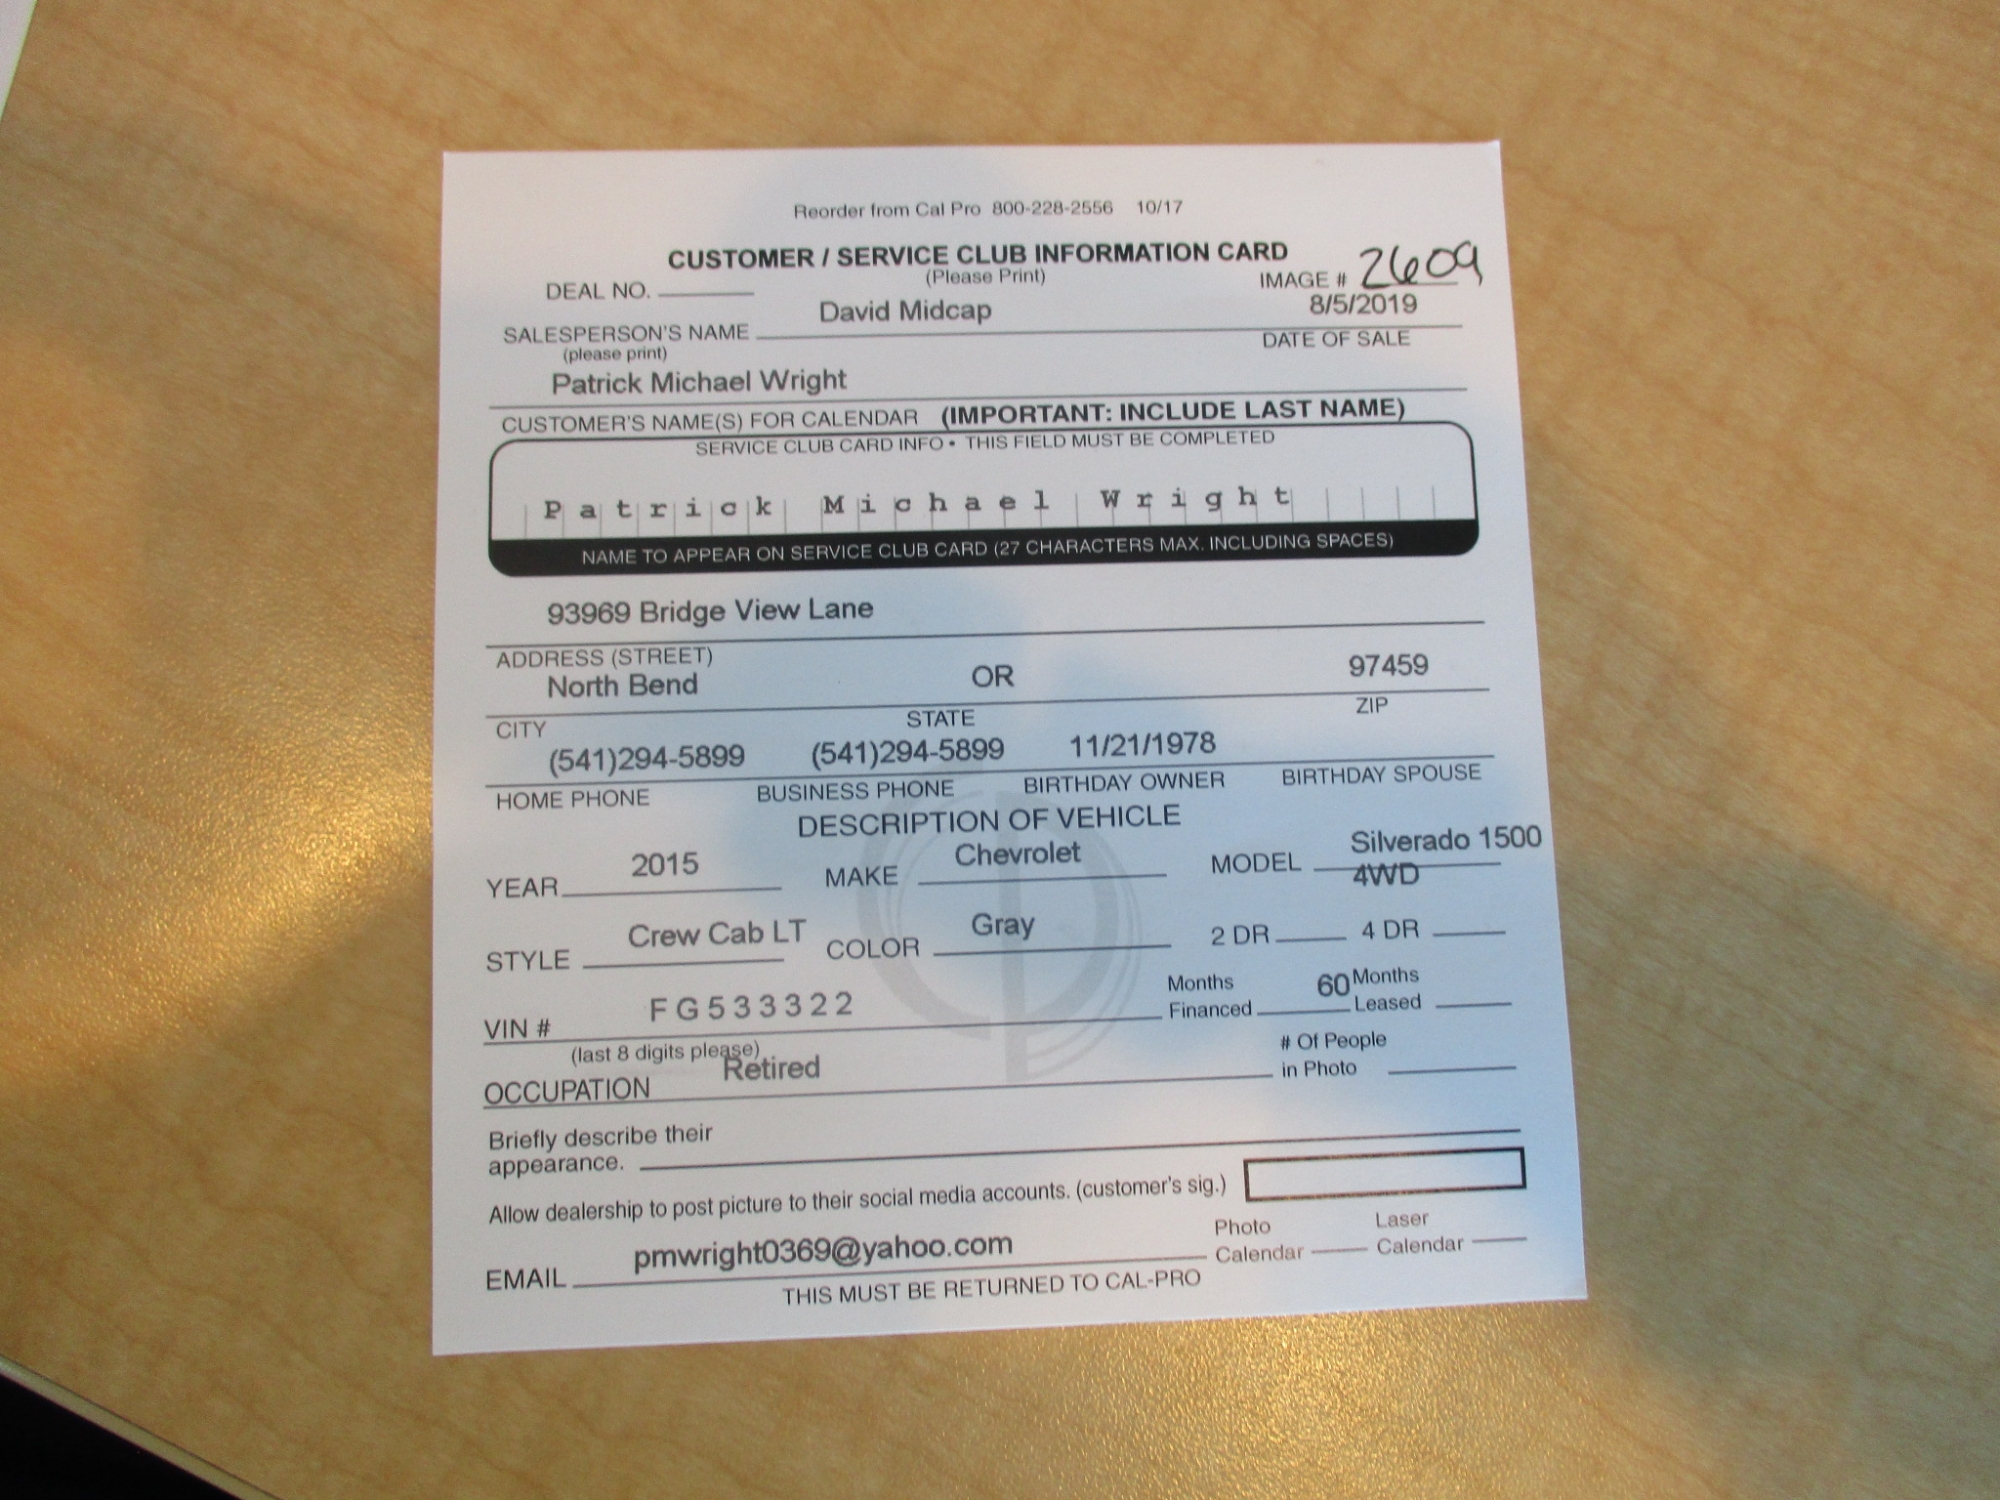 Reorder from Cal Pro 800-228-2556 10/17
CUSTOMER / SERVICE CLUB INFORMATION CARD
(Please Print)
DEAL NO.
IMAGE # 2609
David Midcap
8/5/2019
SALESPERSON'S NAME
DATE OF SALE
(please print)
Patrick Michael Wright
CUSTOMER'S NAME(S) FOR CALENDAR (IMPORTANT: INCLUDE LAST NAME)
SERVICE CLUB CARD INFO • THIS FIELD MUST BE COMPLETED
Patrick Michael Wright
NAME TO APPEAR ON SERVICE CLUB CARD (27 CHARACTERS MAX. INCLUDING SPACES)
93969 Bridge View Lane
ADDRESS (STREET)
North Bend OR 97459
CITY STATE ZIP
(541)294-5899 (541)294-5899 11/21/1978
HOME PHONE BUSINESS PHONE BIRTHDAY OWNER BIRTHDAY SPOUSE
DESCRIPTION OF VEHICLE
YEAR 2015 MAKE Chevrolet MODEL Silverado 1500
4WD
STYLE Crew Cab LT COLOR Gray 2 DR 4 DR
VIN # FG533322
(last 8 digits please)
Months
Financed 60
Months
Leased
OCCUPATION Retired
# Of People
in Photo
Briefly describe their
appearance.
Allow dealership to post picture to their social media accounts. (customer's sig.)
EMAIL pmwright0369@yahoo.com
Photo
Calendar
Laser
Calendar
THIS MUST BE RETURNED TO CAL-PRO